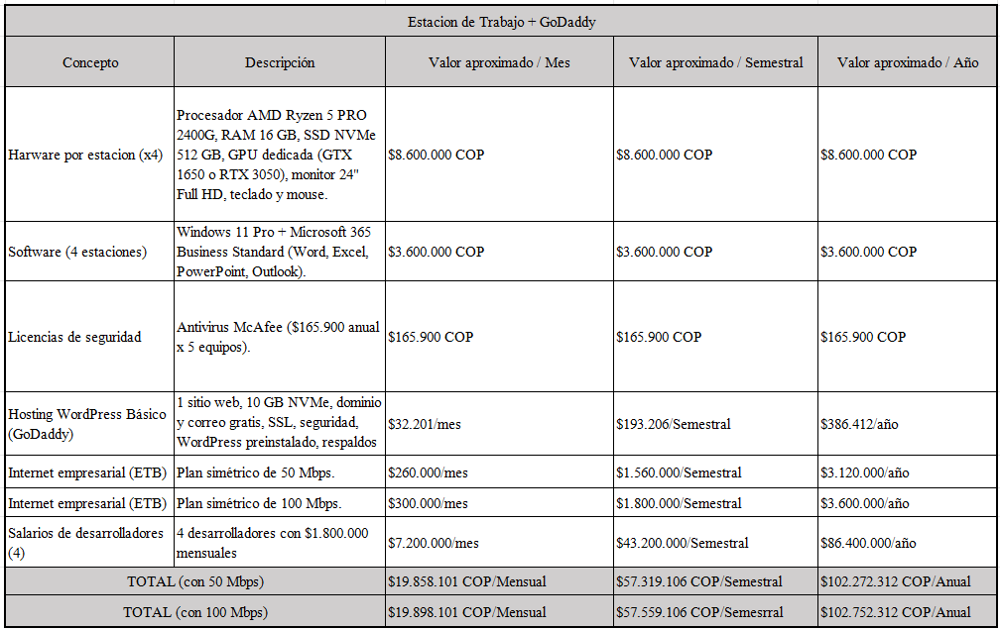 Estacion de Trabajo + GoDaddy
Concepto
Descripción
Valor aproximado / Mes
Valor aproximado / Semestral
Valor aproximado / Año
Harware por estacion (x4)
Procesador AMD Ryzen 5 PRO
2400G, RAM 16 GB, SSD NVMe
512 GB, GPU dedicada (GTX
1650 o RTX 3050), monitor 24"
Full HD, teclado y mouse.
$8.600.000 COP
$8.600.000 COP
$8.600.000 COP
Software (4 estaciones)
Windows 11 Pro + Microsoft 365
Business Standard (Word, Excel,
PowerPoint, Outlook).
$3.600.000 COP
$3.600.000 COP
$3.600.000 COP
Licencias de seguridad
Antivirus McAfee ($165.900 anual
x 5 equipos).
$165.900 COP
$165.900 COP
$165.900 COP
Hosting WordPress Básico
(GoDaddy)
1 sitio web, 10 GB NVMe, dominio
y correo gratis, SSL, seguridad,
WordPress preinstalado, respaldos
$32.201/mes
$193.206/Semestral
$386.412/año
Internet empresarial (ETB)
Plan simétrico de 50 Mbps.
$260.000/mes
$1.560.000/Semestral
$3.120.000/año
Internet empresarial (ETB)
Plan simétrico de 100 Mbps.
$300.000/mes
$1.800.000/Semestral
$3.600.000/año
Salarios de desarrolladores
(4)
4 desarrolladores con $1.800.000
mensuales
$7.200.000/mes
$43.200.000/Semestral
$86.400.000/año
TOTAL (con 50 Mbps)
$19.858.101 COP/Mensual
$57.319.106 COP/Semestral
$102.272.312 COP/Anual
TOTAL (con 100 Mbps)
$19.898.101 COP/Mensual
$57.559.106 COP/Semesrral
$102.752.312 COP/Anual